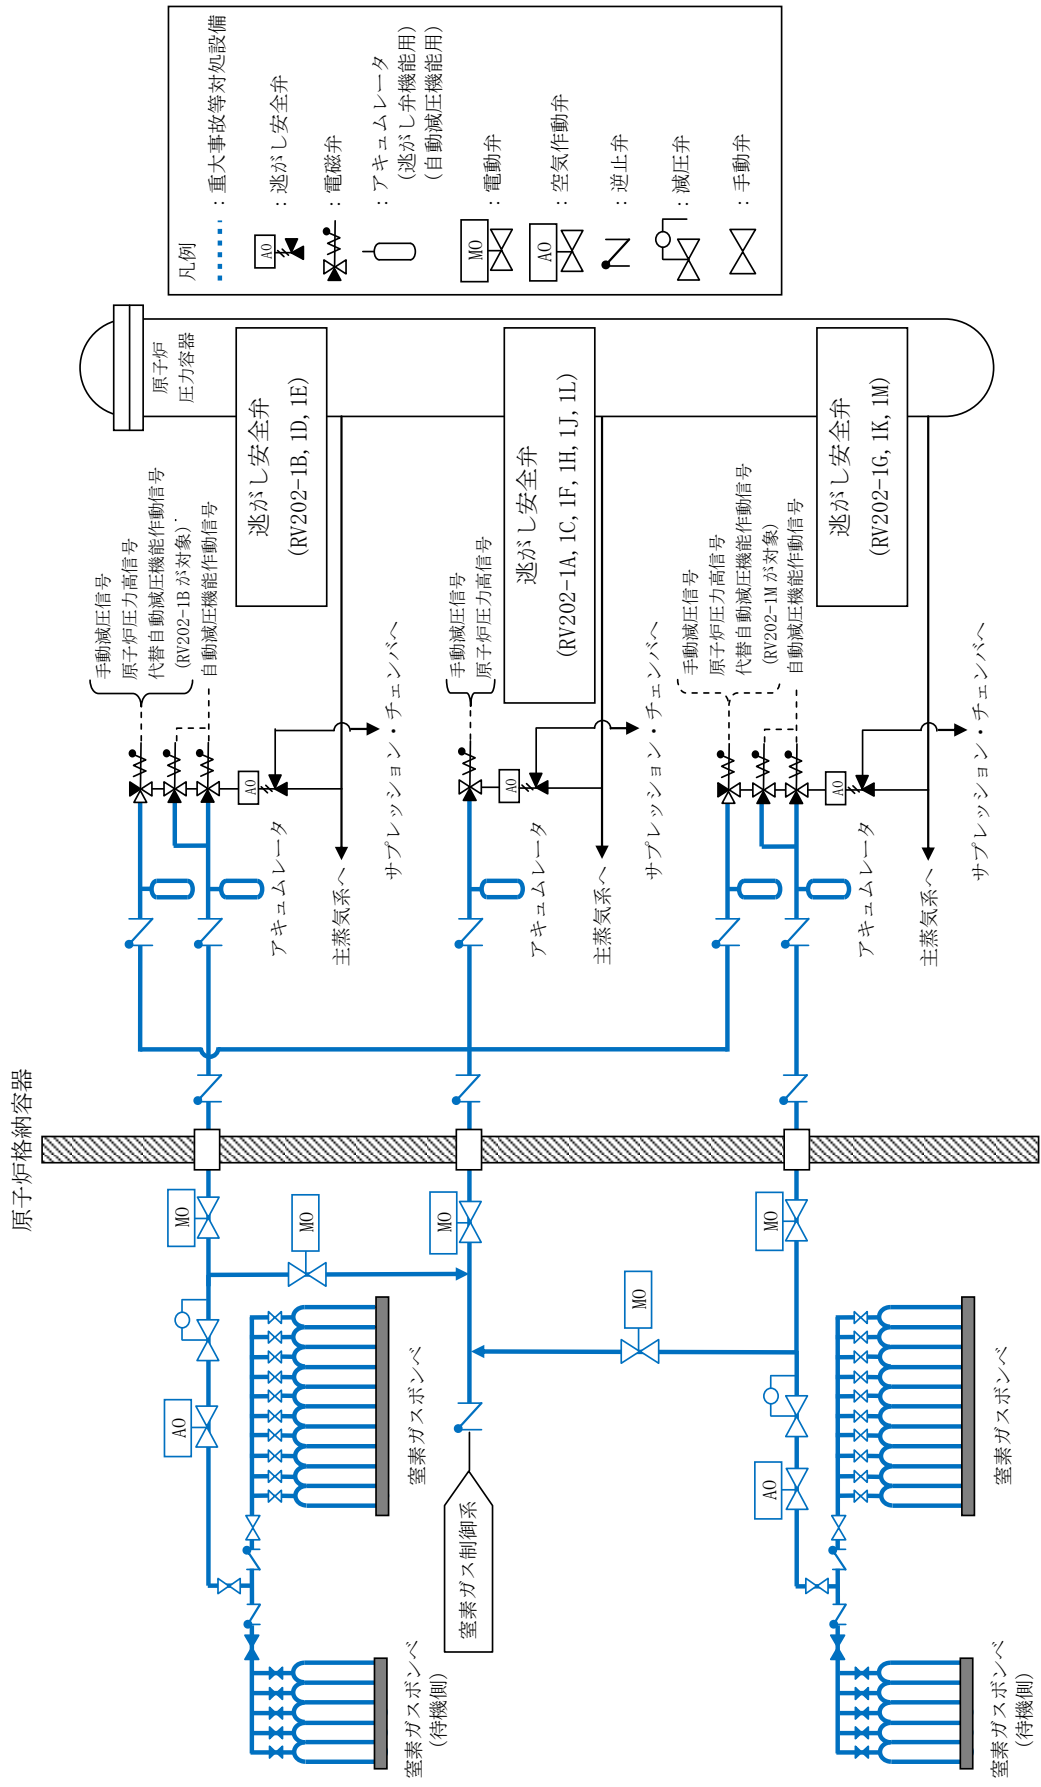 原子炉格納容器
手動減圧信号
原子炉圧力高信号
代替自動減圧機能作動信号
(RV202-1Bが対象)
自動減圧機能作動信号
原子炉
圧力容器
逃がし安全弁
(RV202-1B, 1D, 1E)
AO
アキュムレータ
主蒸気系へ
サプレッション・チェンバへ
手動減圧信号
原子炉圧力高信号
逃がし安全弁
(RV202-1A, 1C, 1F, 1H, 1J, 1L)
AO
アキュムレータ
主蒸気系へ
サプレッション・チェンバへ
手動減圧信号
原子炉圧力高信号
代替自動減圧機能作動信号
(RV202-1Mが対象)
自動減圧機能作動信号
逃がし安全弁
(RV202-1G, 1K, 1M)
AO
アキュムレータ
主蒸気系へ
サプレッション・チェンバへ
MO
MO
MO
MO
MO
AO
AO
窒素ガスボンベ
窒素ガスボンベ
(待機側)
窒素ガス制御系
窒素ガスボンベ
窒素ガスボンベ
(待機側)
凡例
:重大事故等対処設備
AO
:逃がし安全弁
:電磁弁
:アキュムレータ
(逃がし弁機能用)
(自動減圧機能用)
MO
:電動弁
AO
:空気作動弁
:逆止弁
:減圧弁
:手動弁